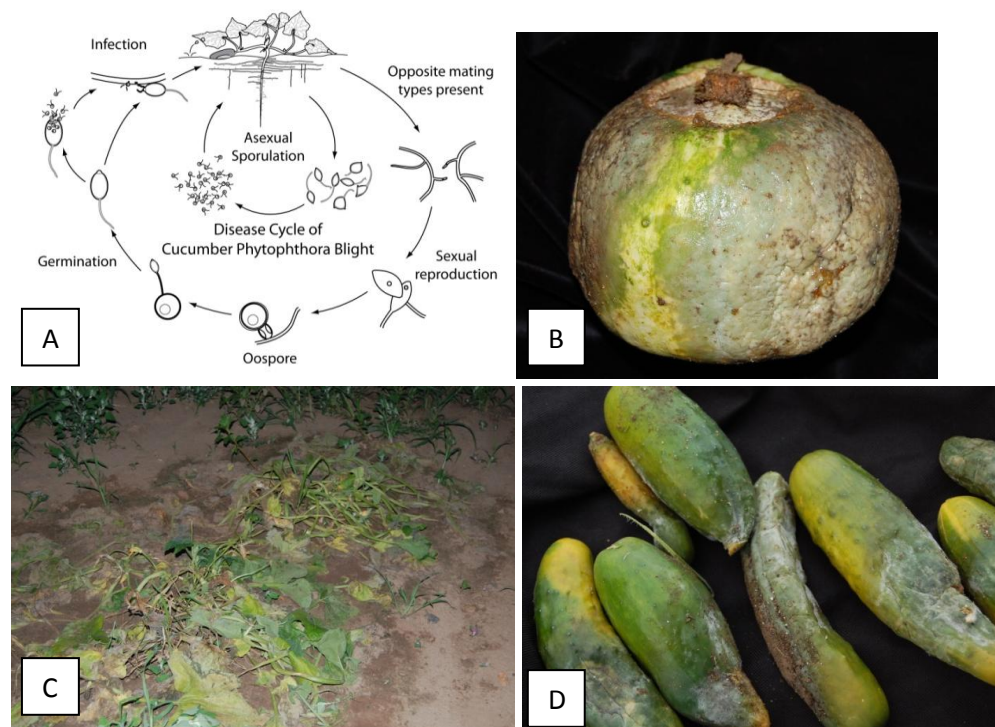 Infection
Opposite mating
types present
Asexual
Sporulation
Disease Cycle of
Cucumber Phytophthora Blight
Germination
Sexual
reproduction
Oospore
A
B
C
D